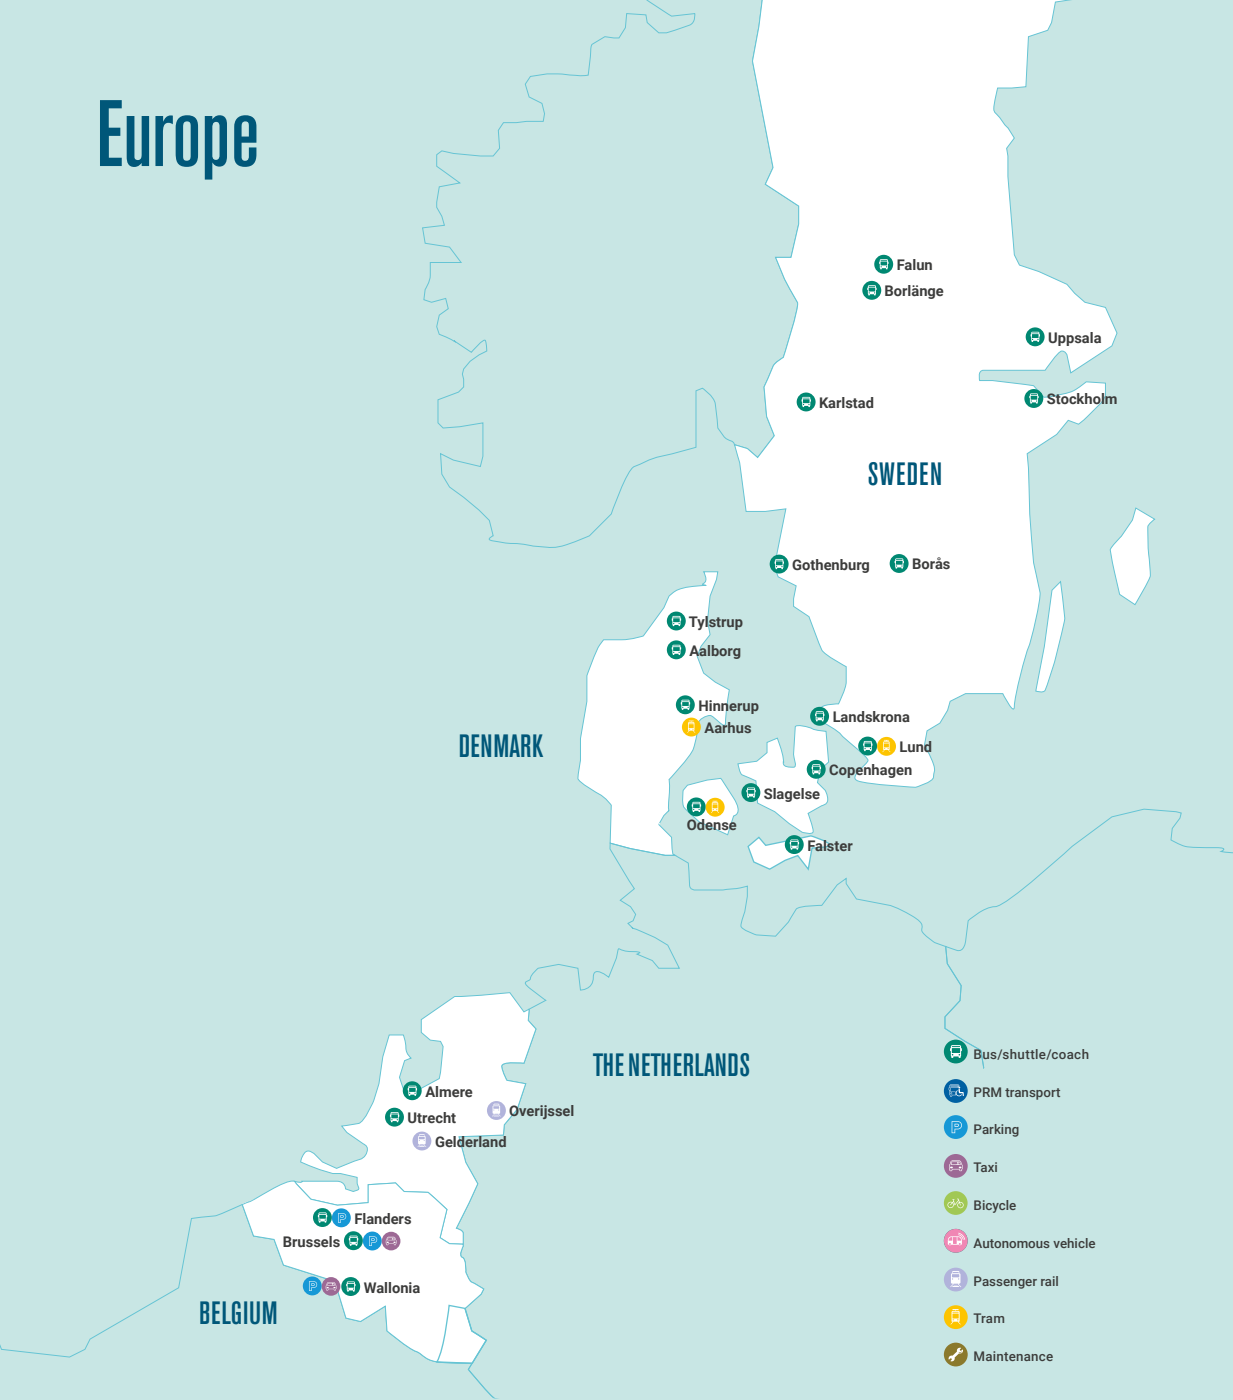 Europe
Falun
Borlänge
Uppsala
Karlstad
Stockholm
SWEDEN
Gothenburg
Borås
Tylstrup
Aalborg
Hinnerup
Aarhus
Landskrona
DENMARK
Lund
Copenhagen
Slagelse
Odense
Falster
THE NETHERLANDS
Almere
Overijssel
Utrecht
Gelderland
Flanders
Brussels
Wallonia
BELGIUM
Bus/shuttle/coach
PRM transport
Parking
Taxi
Bicycle
Autonomous vehicle
Passenger rail
Tram
Maintenance